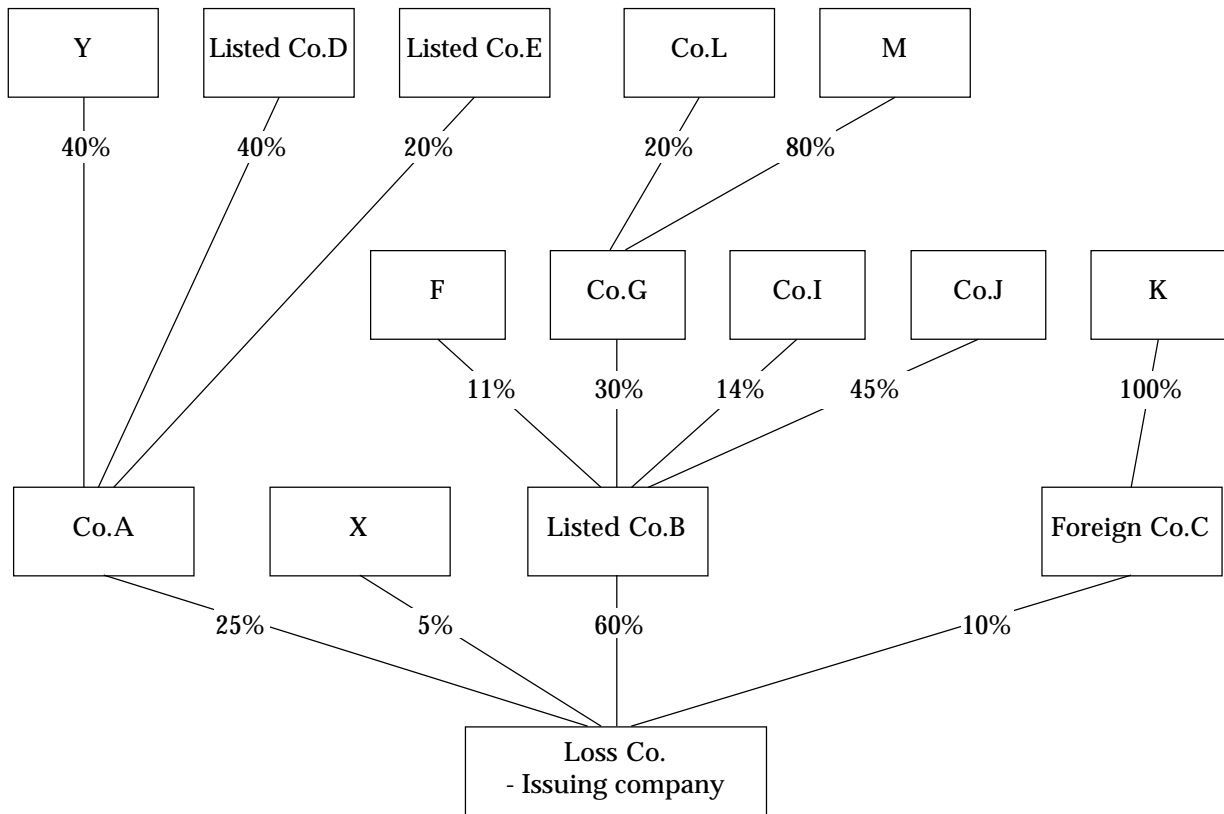 Y
Listed Co.D
Listed Co.E
Co.L
M
40%
40%
20%
20%
80%
F
Co.G
Co.I
Co.J
K
11%
30%
14%
45%
100%
Co.A
X
Listed Co.B
Foreign Co.C
25%
5%
60%
10%
Loss Co.
- Issuing company